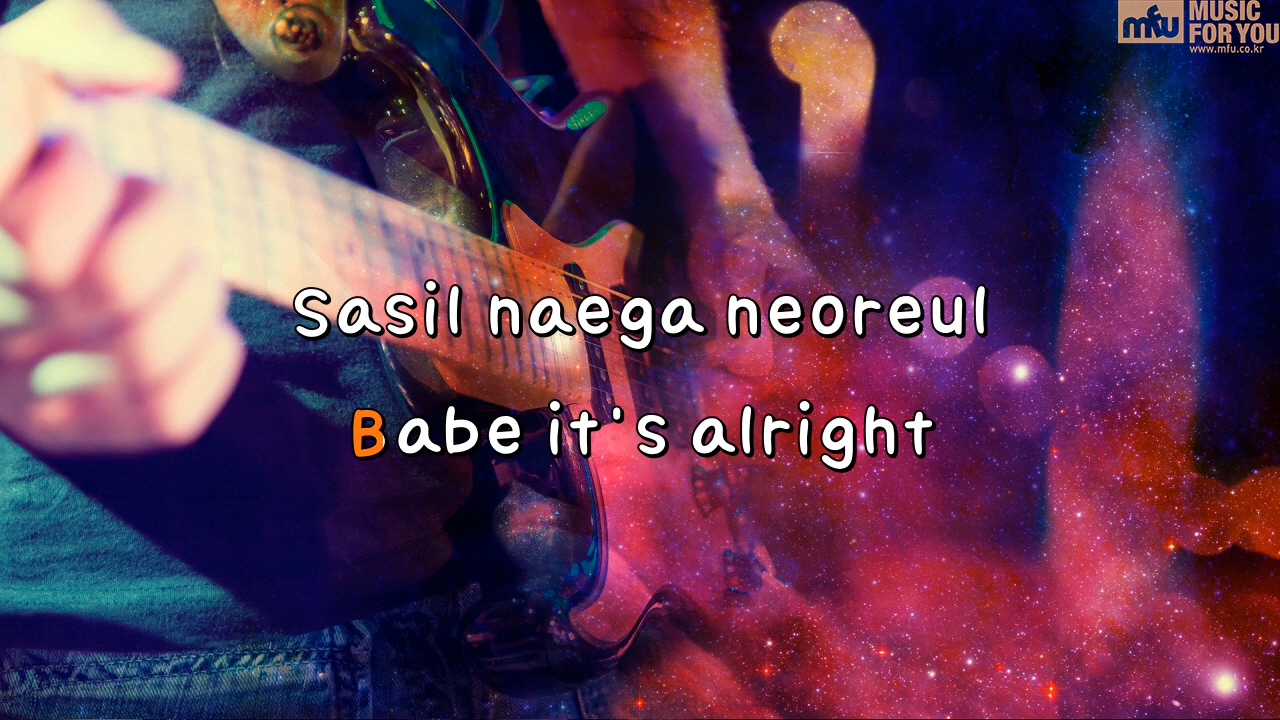 mfu MUSIC
FOR YOU
www.mfu.co.kr
Sasil naega neoreul
Babe it's alright